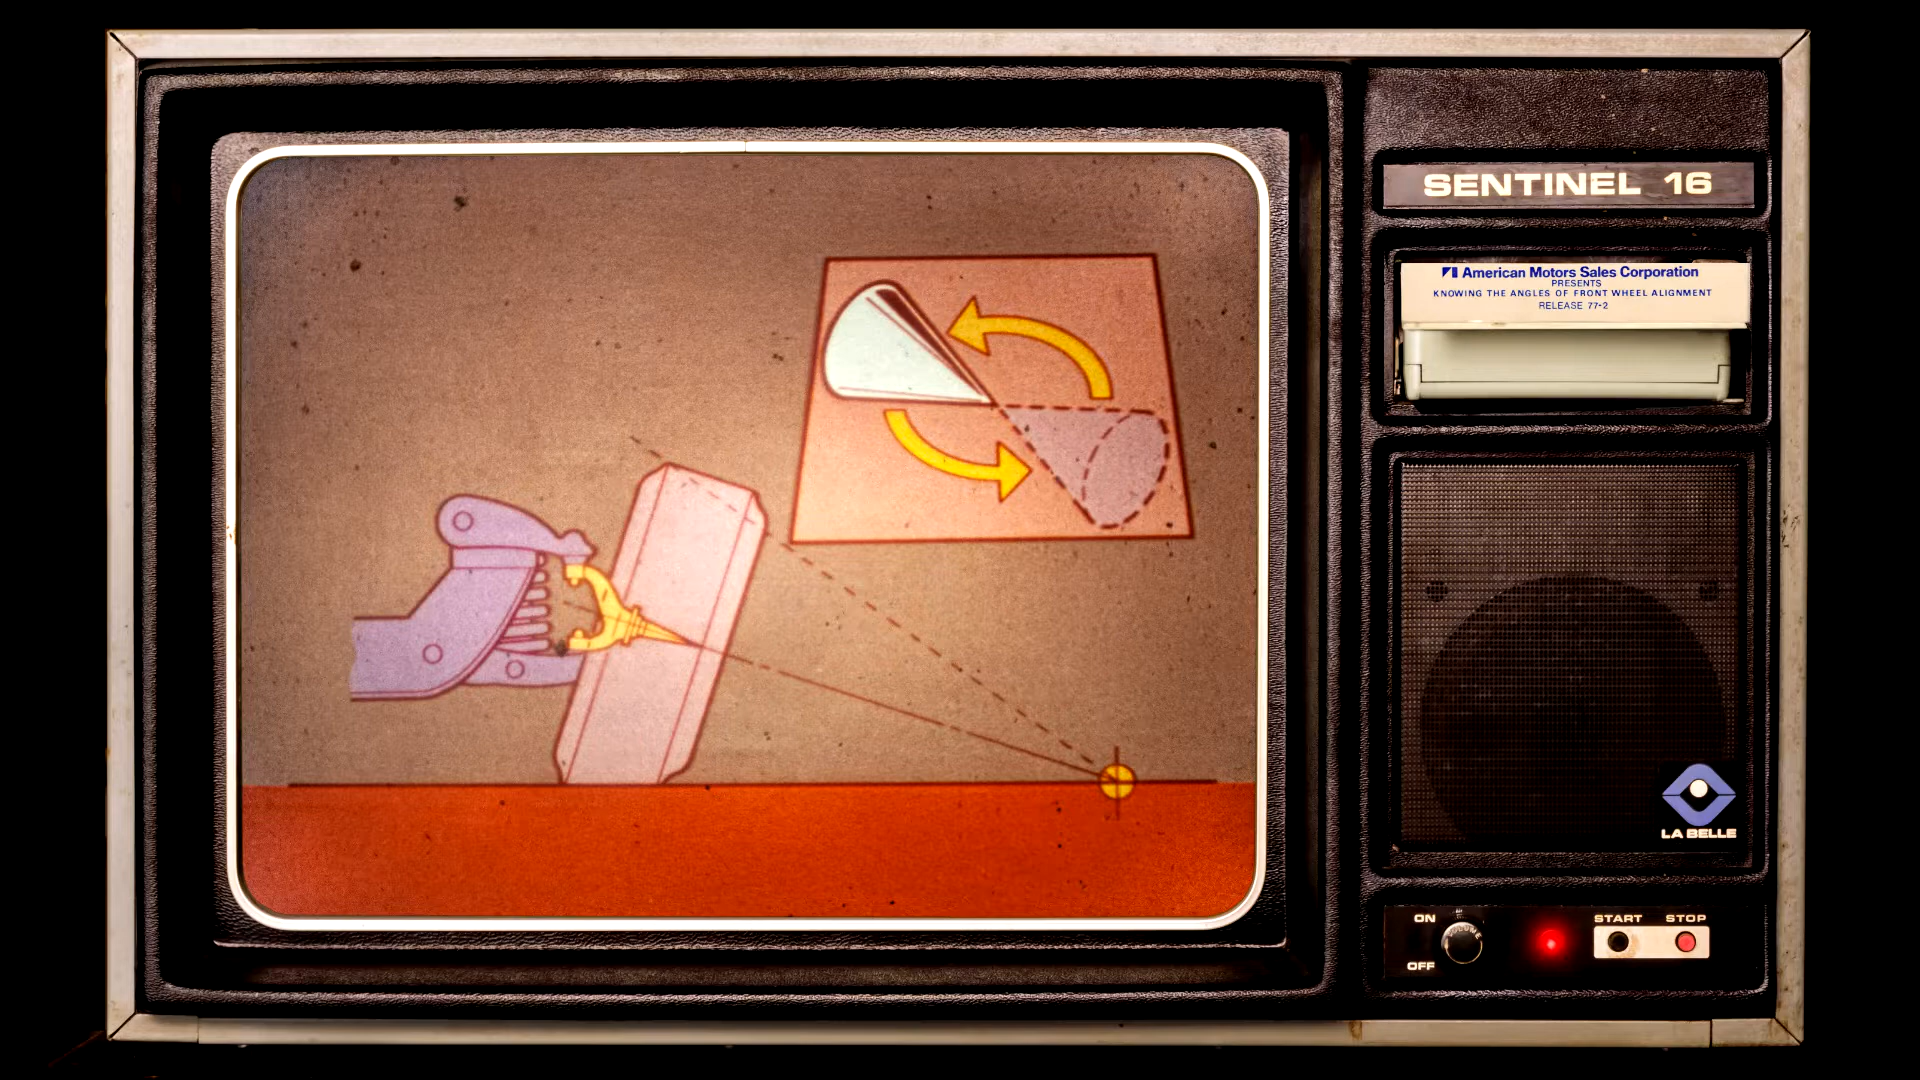 SENTINEL 16
American Motors Sales Corporation
PRESENTS
KNOWING THE ANGLES OF FRONT WHEEL ALIGNMENT
RELEASE 77-2
LA BELLE
ON
VOLUME
START STOP
OFF